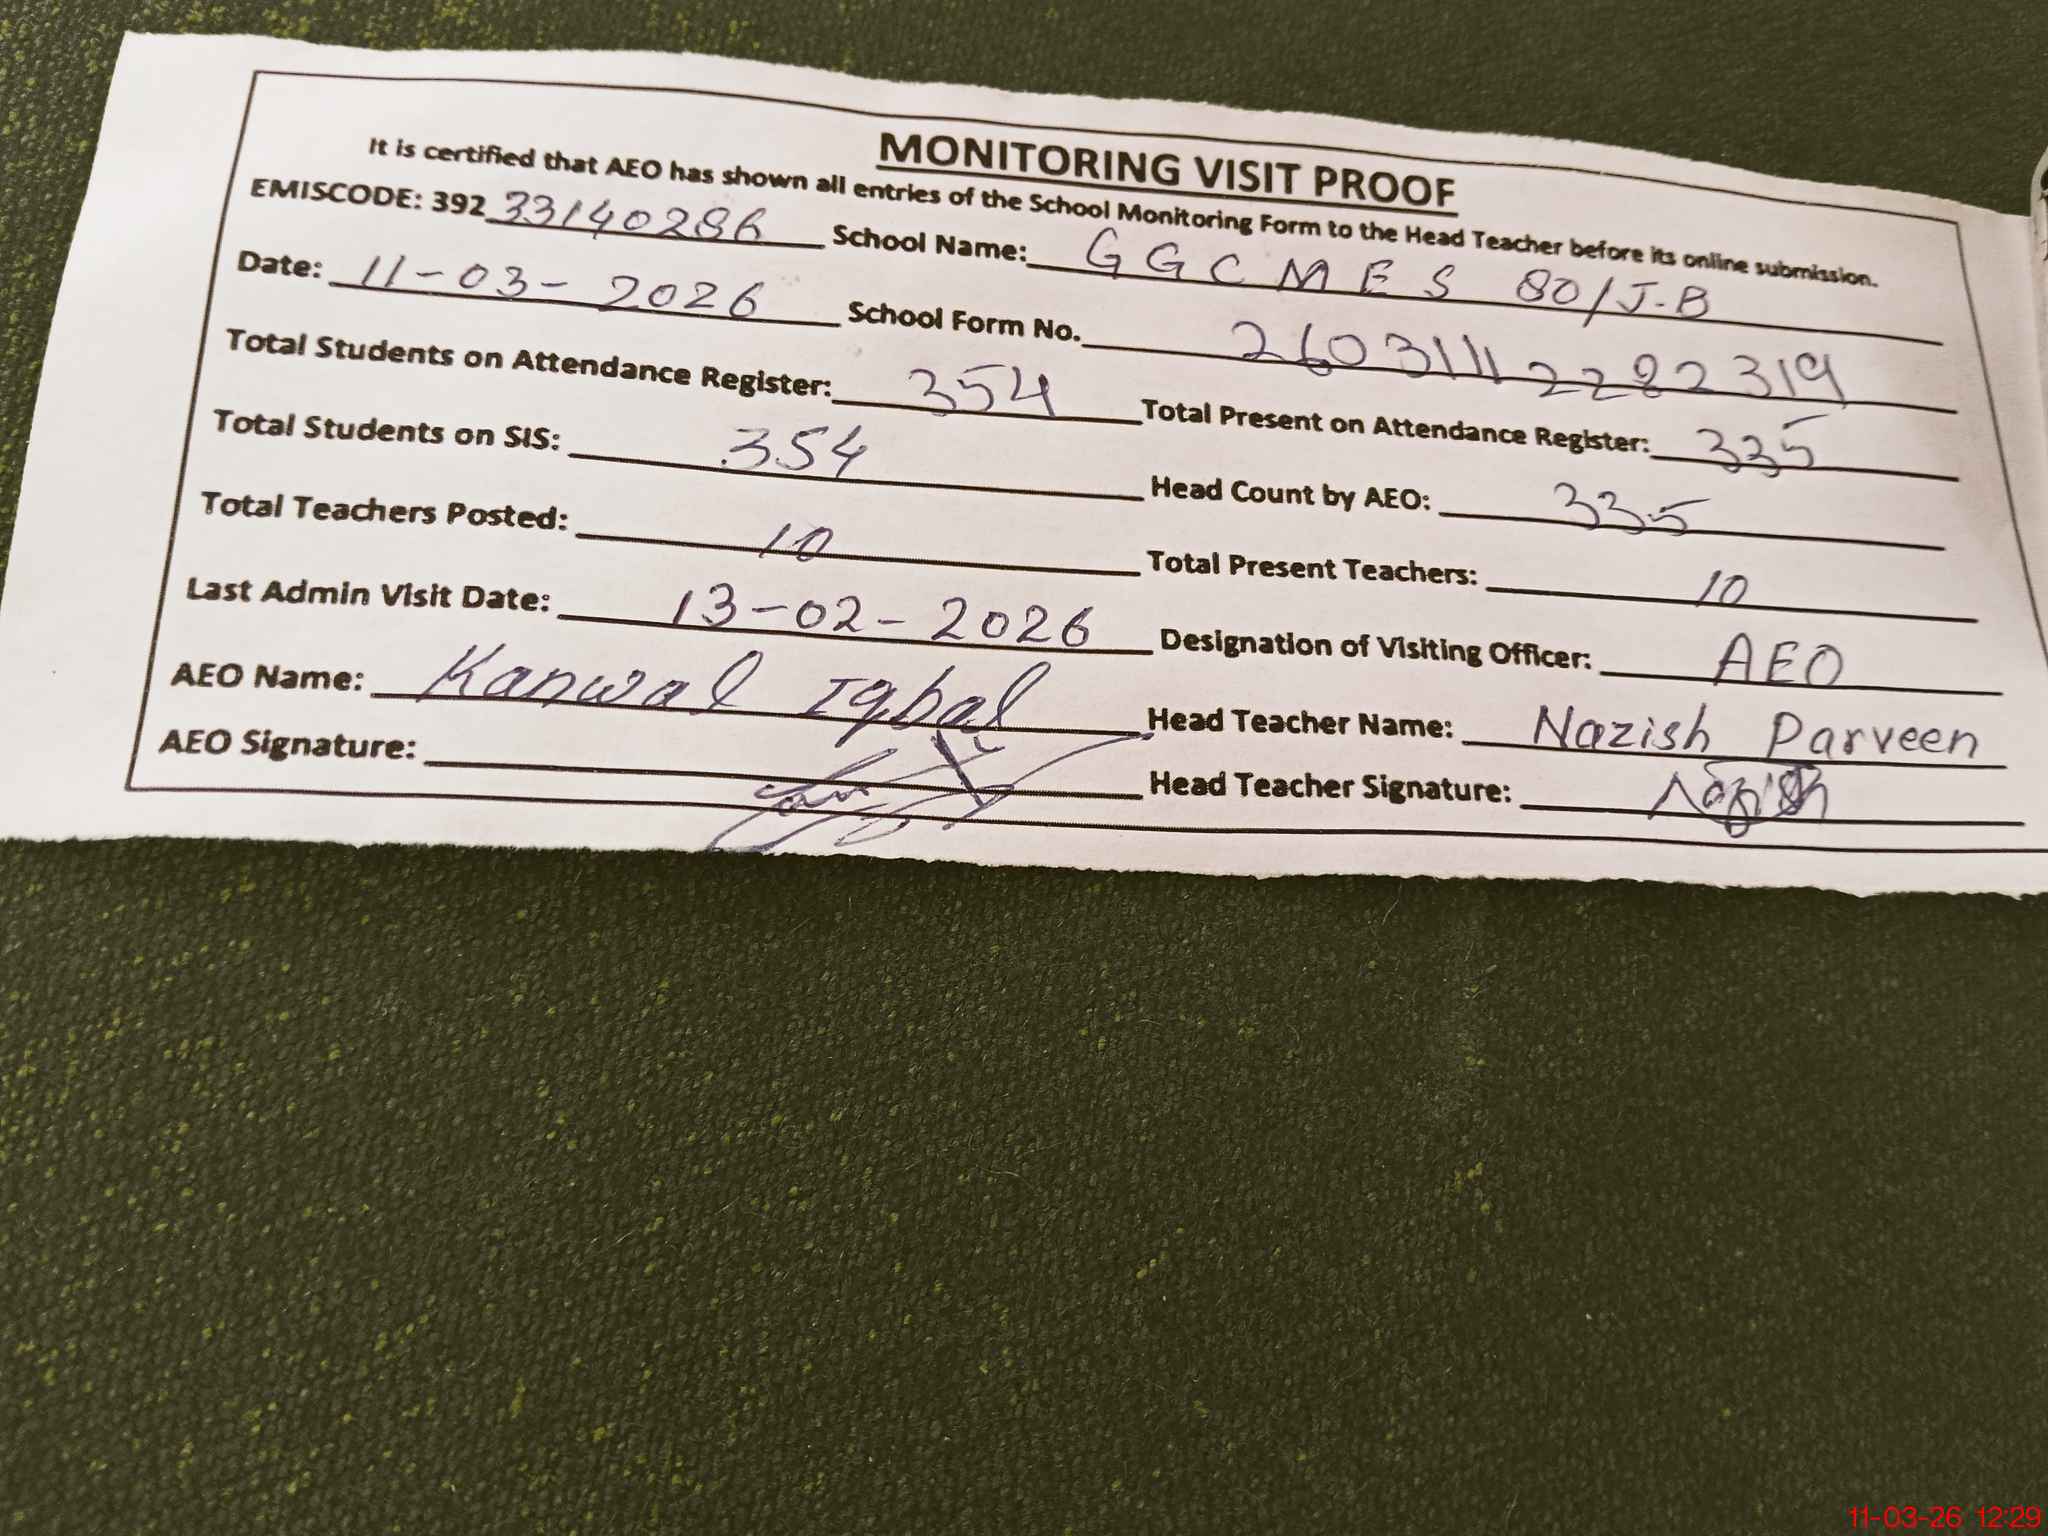 MONITORING VISIT PROOF
It is certified that AEO has shown all entries of the School Monitoring Form to the Head Teacher before its online submission.
EMISCODE: 392 33140286 School Name: GGCMES 80/J-B
Date: 11-03-2026 School Form No. 2603111122822319
Total Students on Attendance Register: 354 Total Present on Attendance Register: 335
Total Students on SIS: 354 Head Count by AEO: 335
Total Teachers Posted: 10 Total Present Teachers: 10
Last Admin Visit Date: 13-02-2026 Designation of Visiting Officer: AEO
AEO Name: Kanwal Iqbal Head Teacher Name: Nazish Parveen
AEO Signature: Head Teacher Signature: Nazish
11-03-26 12:29